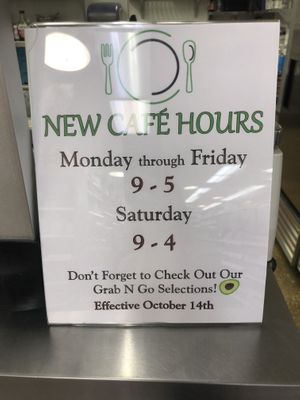 NEW CAFÉ HOURS
Monday through Friday
9 - 5
Saturday
9 - 4
Don't Forget to Check Out Our
Grab N Go Selections!
Effective October 14th